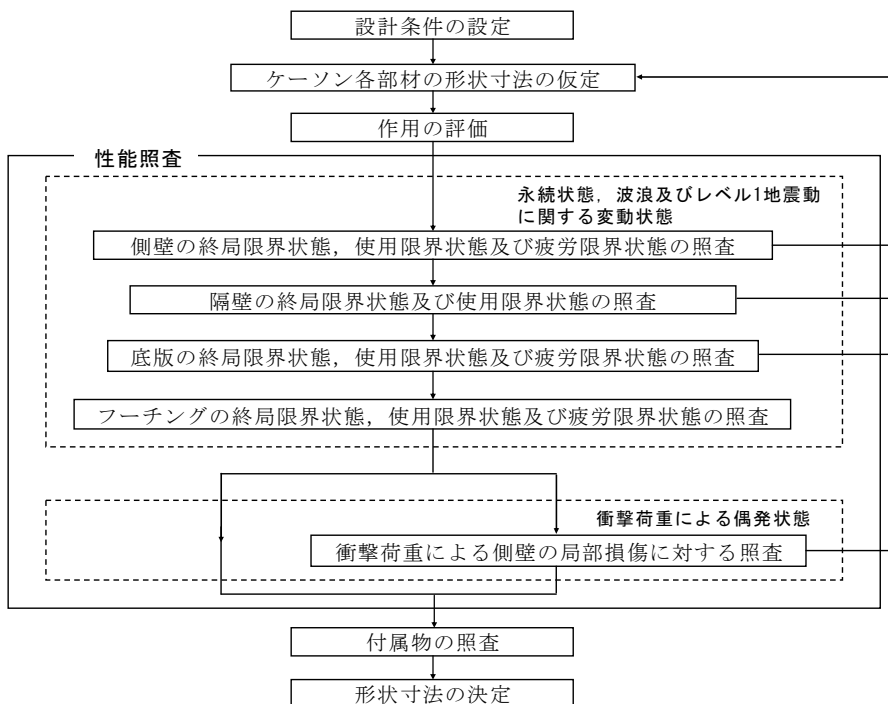 設計条件の設定
ケーソン各部材の形状寸法の仮定
作用の評価
性能照査
永続状態，波浪及びレベル1地震動
に関する変動状態
側壁の終局限界状態，使用限界状態及び疲労限界状態の照査
隔壁の終局限界状態及び使用限界状態の照査
底版の終局限界状態，使用限界状態及び疲労限界状態の照査
フーチングの終局限界状態，使用限界状態及び疲労限界状態の照査
衝撃荷重による偶発状態
衝撃荷重による側壁の局部損傷に対する照査
付属物の照査
形状寸法の決定